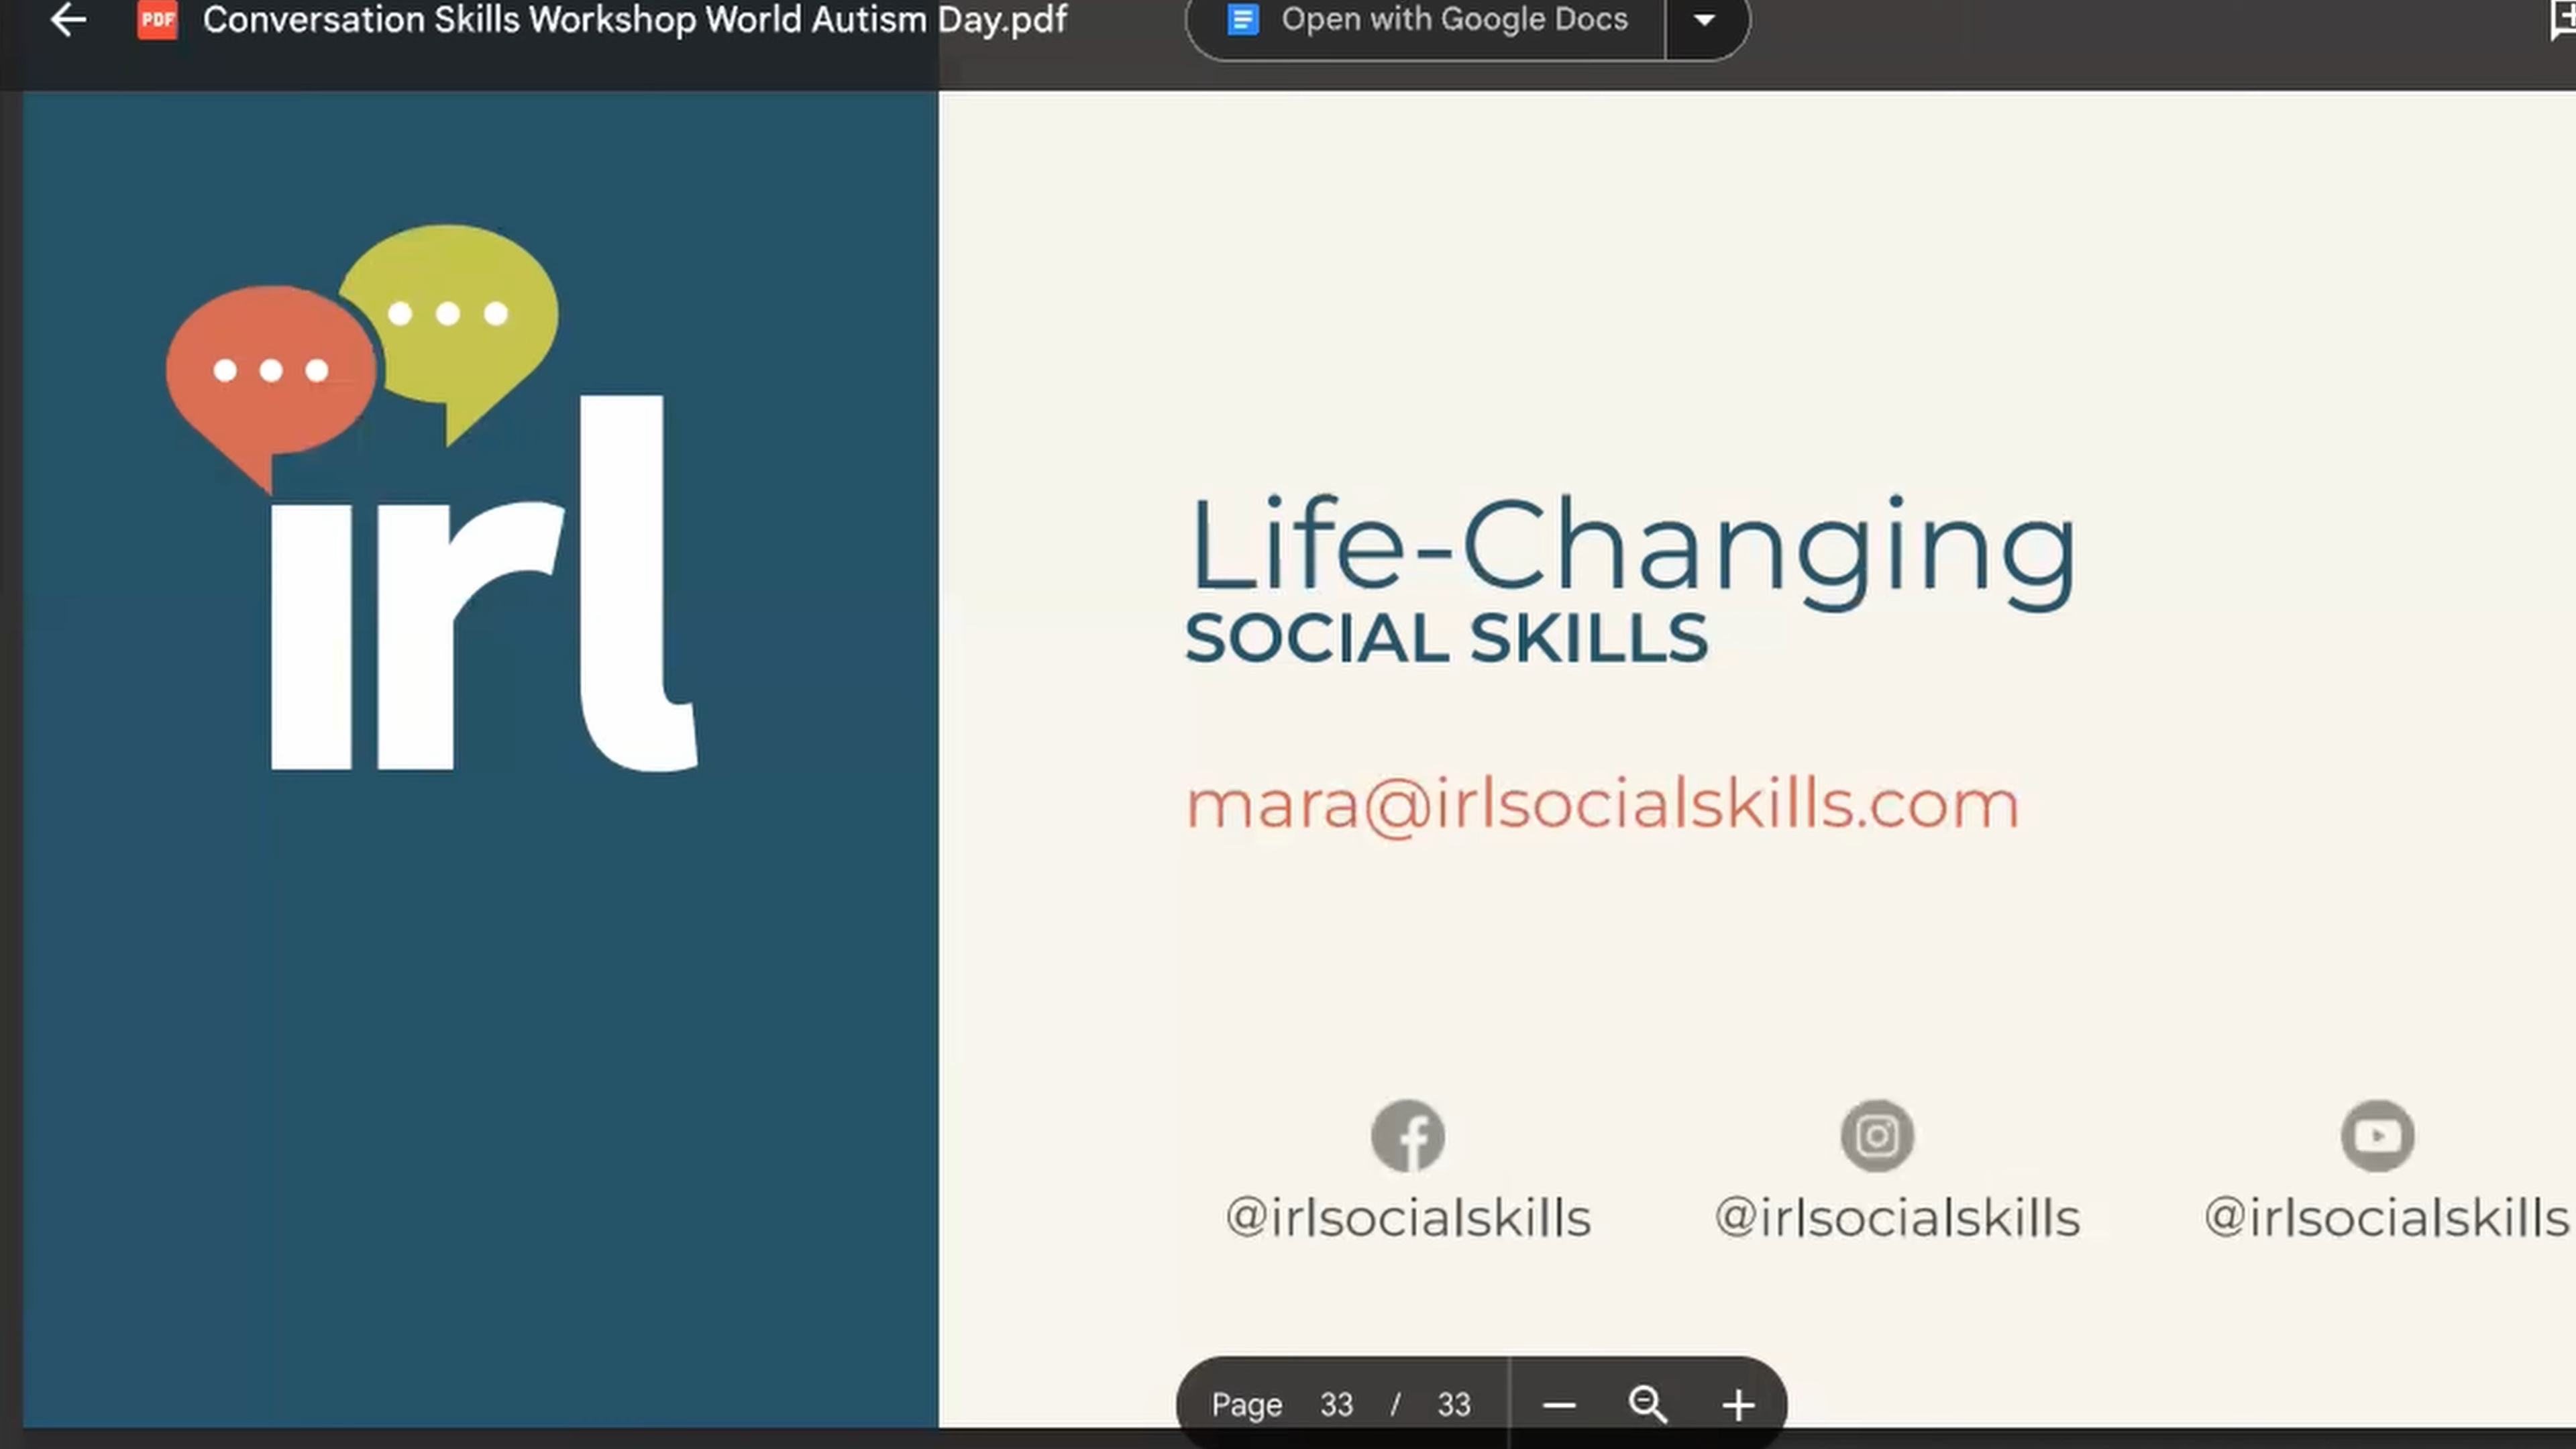 PDF Conversation Skills Workshop World Autism Day.pdf
Open with Google Docs
irl
Life-Changing
SOCIAL SKILLS
mara@irlsocialskills.com
@irlsocialskills @irlsocialskills @irlsocialskills
Page 33 / 33